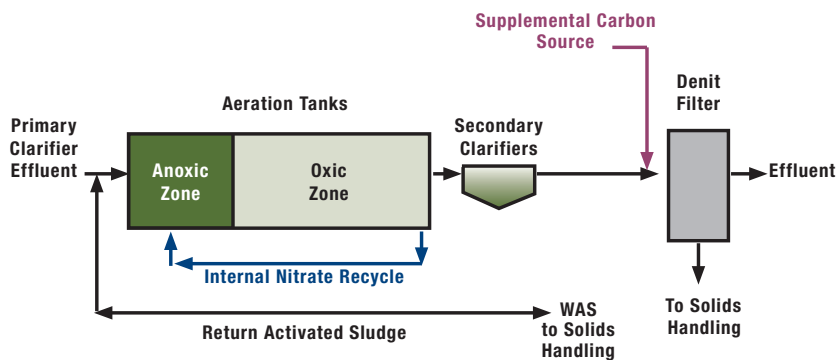 Supplemental Carbon
Source
Denit
Filter
Aeration Tanks
Primary
Clarifier
Effluent
Secondary
Clarifiers
Anoxic
Zone
Oxic
Zone
Effluent
Internal Nitrate Recycle
Return Activated Sludge
WAS
to Solids
Handling
To Solids
Handling